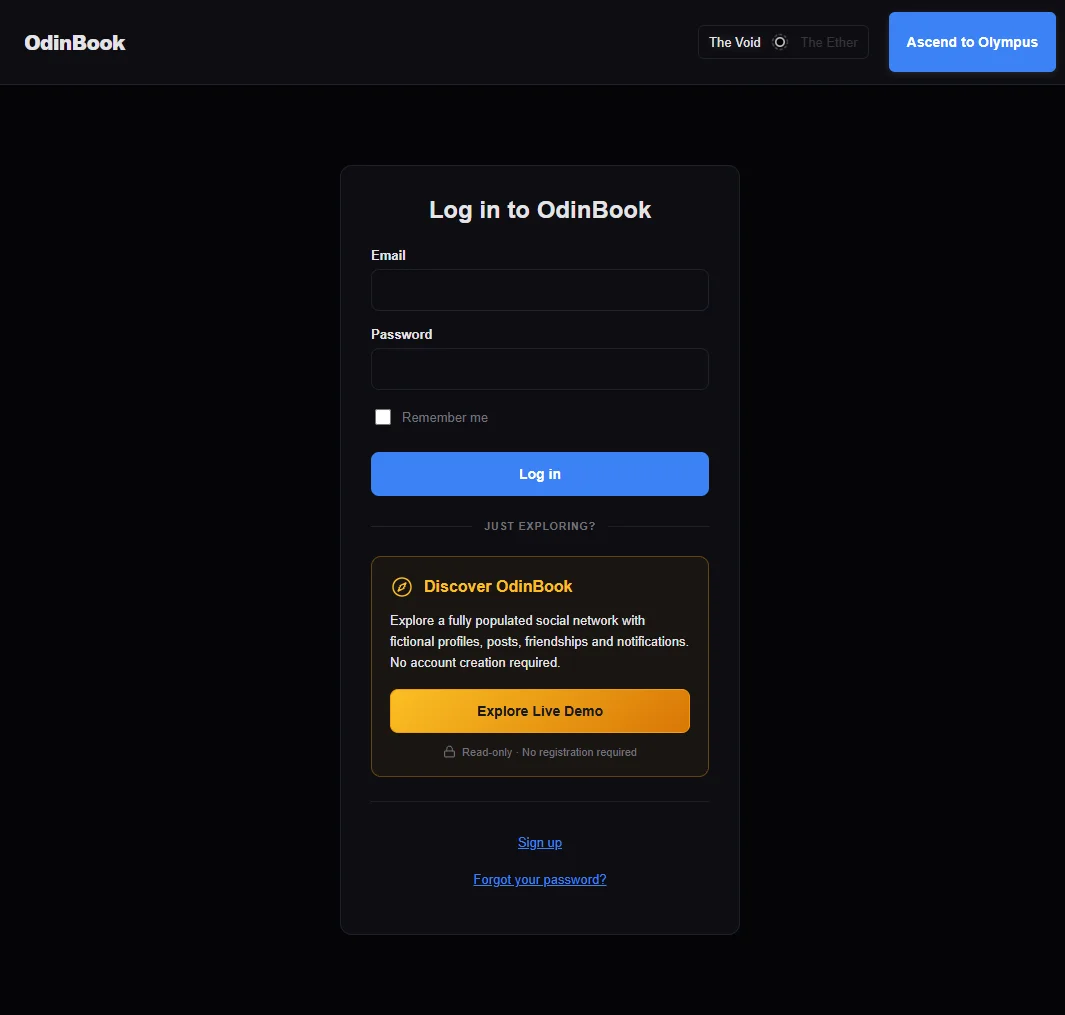 OdinBook
The Void
The Ether
Ascend to Olympus
Log in to OdinBook
Email
Password
Remember me
Log in
JUST EXPLORING?
Discover OdinBook
Explore a fully populated social network with
fictional profiles, posts, friendships and notifications.
No account creation required.
Explore Live Demo
Read-only · No registration required
Sign up
Forgot your password?